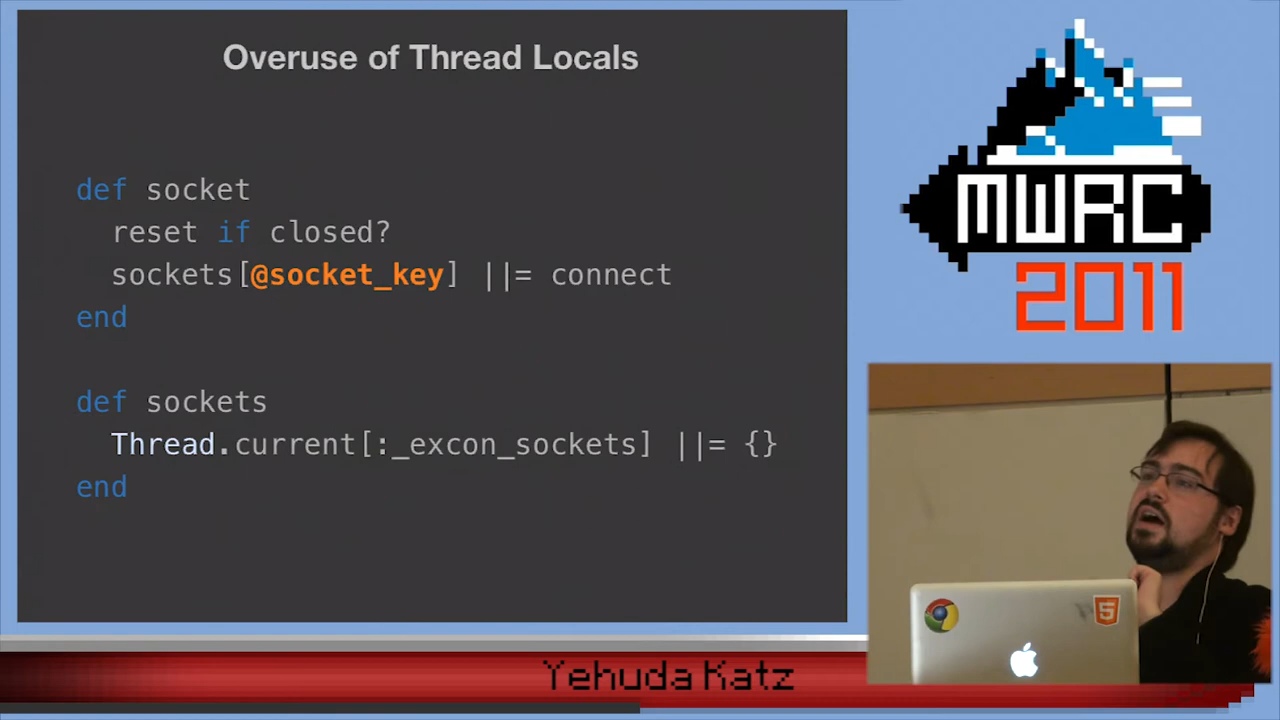 Overuse of Thread Locals
def socket
reset if closed?
sockets[@socket_key] ||= connect
end
def sockets
Thread.current[:_excon_sockets] ||= {}
end
MWRC
2011
5
Yehuda Katz